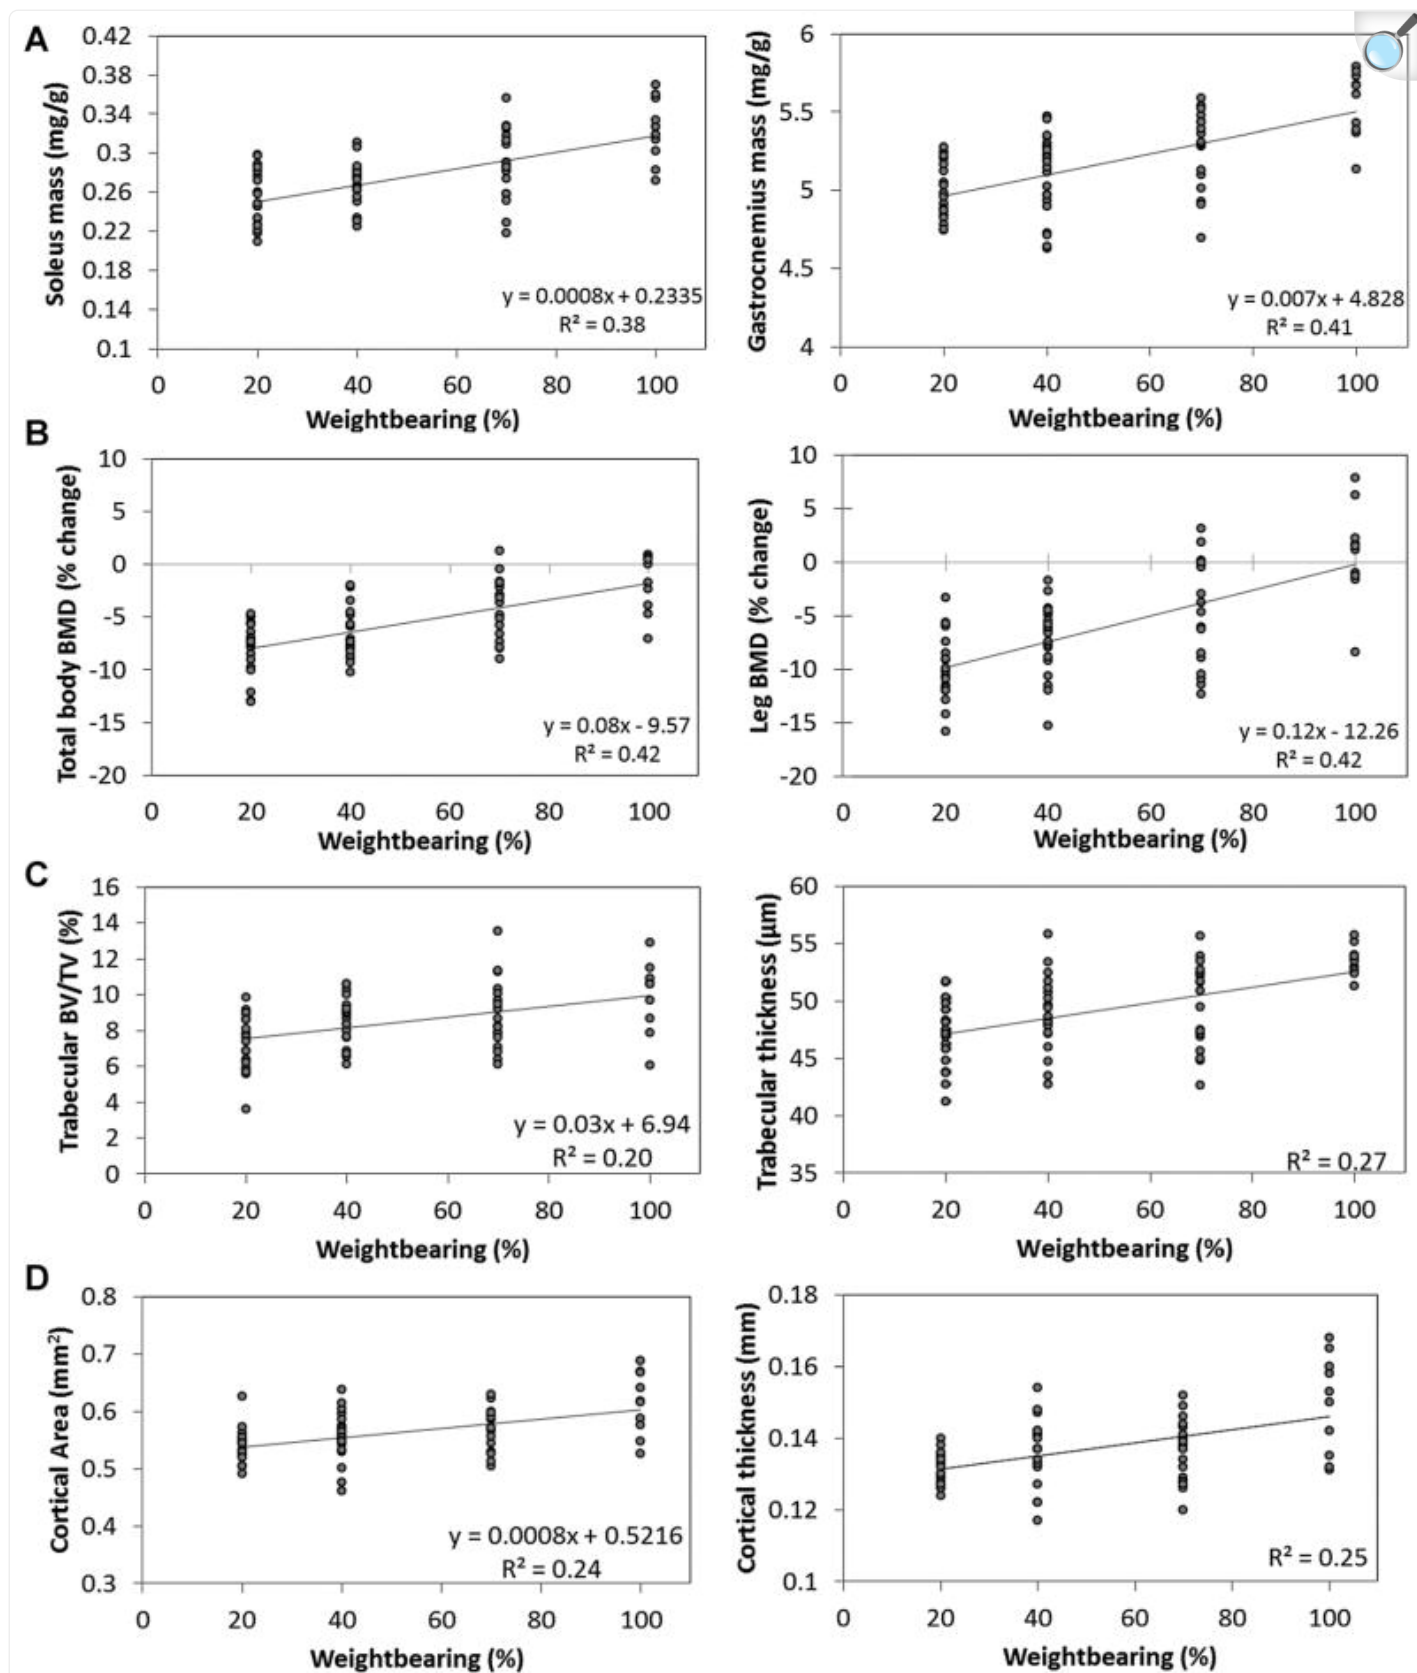 A
Soleus mass (mg/g)
0.42
0.38
0.34
0.3
0.26
0.22
0.18
0.14
0.1
y = 0.0008x + 0.2335
R² = 0.38
0 20 40 60 80 100
Weightbearing (%)
Gastrocnemius mass (mg/g)
6
5.5
5
4.5
4
y = 0.007x + 4.828
R² = 0.41
0 20 40 60 80 100
Weightbearing (%)
B
Total body BMD (% change)
10
5
0
-5
-10
-15
-20
y = 0.08x - 9.57
R² = 0.42
0 20 40 60 80 100
Weightbearing (%)
Leg BMD (% change)
10
5
0
-5
-10
-15
-20
y = 0.12x - 12.26
R² = 0.42
0 20 40 60 80 100
Weightbearing (%)
C
Trabecular BV/TV (%)
16
14
12
10
8
6
4
2
0
y = 0.03x + 6.94
R² = 0.20
0 20 40 60 80 100
Weightbearing (%)
Trabecular thickness (µm)
60
55
50
45
40
35
R² = 0.27
0 20 40 60 80 100
Weightbearing (%)
D
Cortical Area (mm²)
0.8
0.7
0.6
0.5
0.4
0.3
y = 0.0008x + 0.5216
R² = 0.24
0 20 40 60 80 100
Weightbearing (%)
Cortical thickness (mm)
0.18
0.16
0.14
0.12
0.1
R² = 0.25
0 20 40 60 80 100
Weightbearing (%)